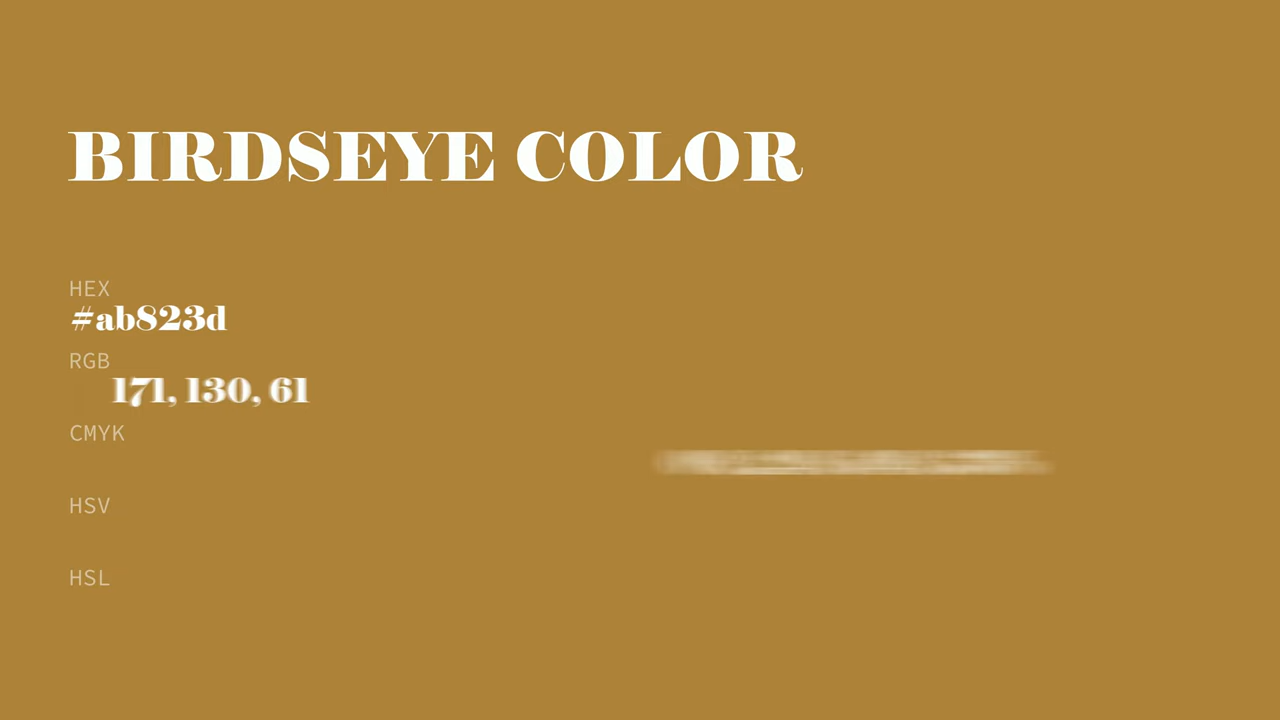 BIRDSEYE COLOR
HEX
#ab823d
RGB
171, 130, 61
CMYK
HSV
HSL